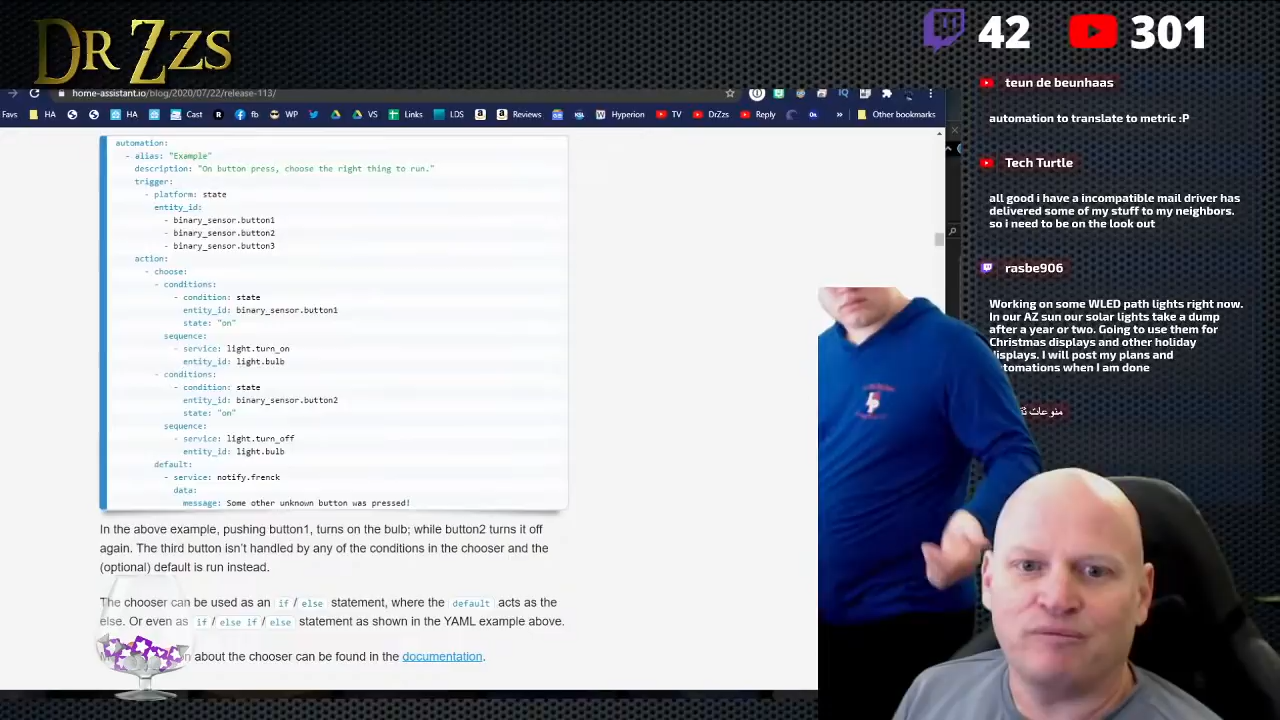 DR ZZS
42
301
home-assistant.io/blog/2020/07/22/release-113/
Favs
HA
HA
Cast
fb
WP
VS
Links
LDS
Reviews
KSL
Hyperion
TV
DrZzs
Reply
Other bookmarks
automation:
- alias: "Example"
description: "On button press, choose the right thing to run."
trigger:
- platform: state
entity_id:
- binary_sensor.button1
- binary_sensor.button2
- binary_sensor.button3
action:
- choose:
- conditions:
- condition: state
entity_id: binary_sensor.button1
state: "on"
sequence:
- service: light.turn_on
entity_id: light.bulb
- conditions:
- condition: state
entity_id: binary_sensor.button2
state: "on"
sequence:
- service: light.turn_off
entity_id: light.bulb
default:
- service: notify.frenck
data:
message: Some other unknown button was pressed!
In the above example, pushing button1, turns on the bulb; while button2 turns it off
again. The third button isn't handled by any of the conditions in the chooser and the
(optional) default is run instead.
The chooser can be used as an if / else statement, where the default acts as the
else. Or even as if / else if / else statement as shown in the YAML example above.
about the chooser can be found in the documentation.
teun de beunhaas
automation to translate to metric :P
Tech Turtle
all good i have a incompatible mail driver has
delivered some of my stuff to my neighbors.
so i need to be on the look out
rasbe906
Working on some WLED path lights right now.
In our AZ sun our solar lights take a dump
after a year or two. Going to use them for
Christmas displays and other holiday
displays. I will post my plans and
automations when I am done
منوعات